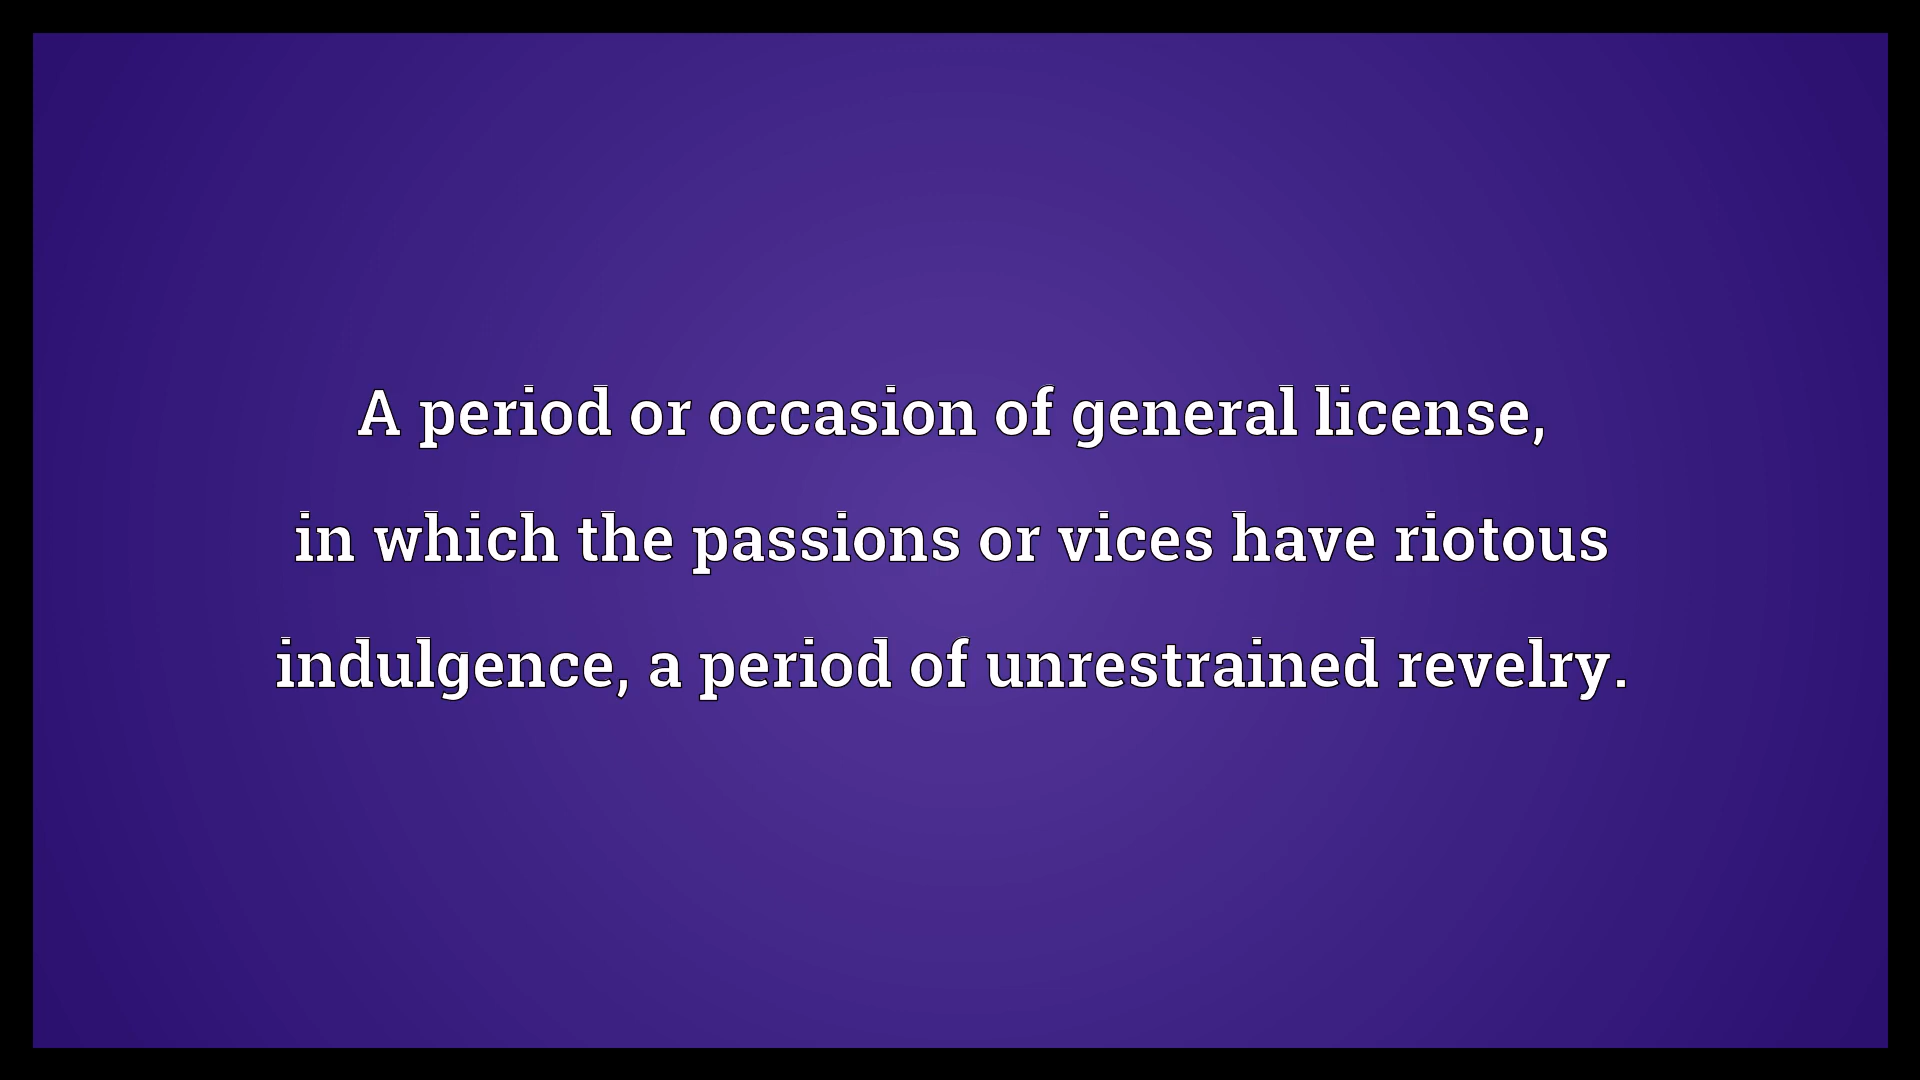 A period or occasion of general license,
in which the passions or vices have riotous
indulgence, a period of unrestrained revelry.